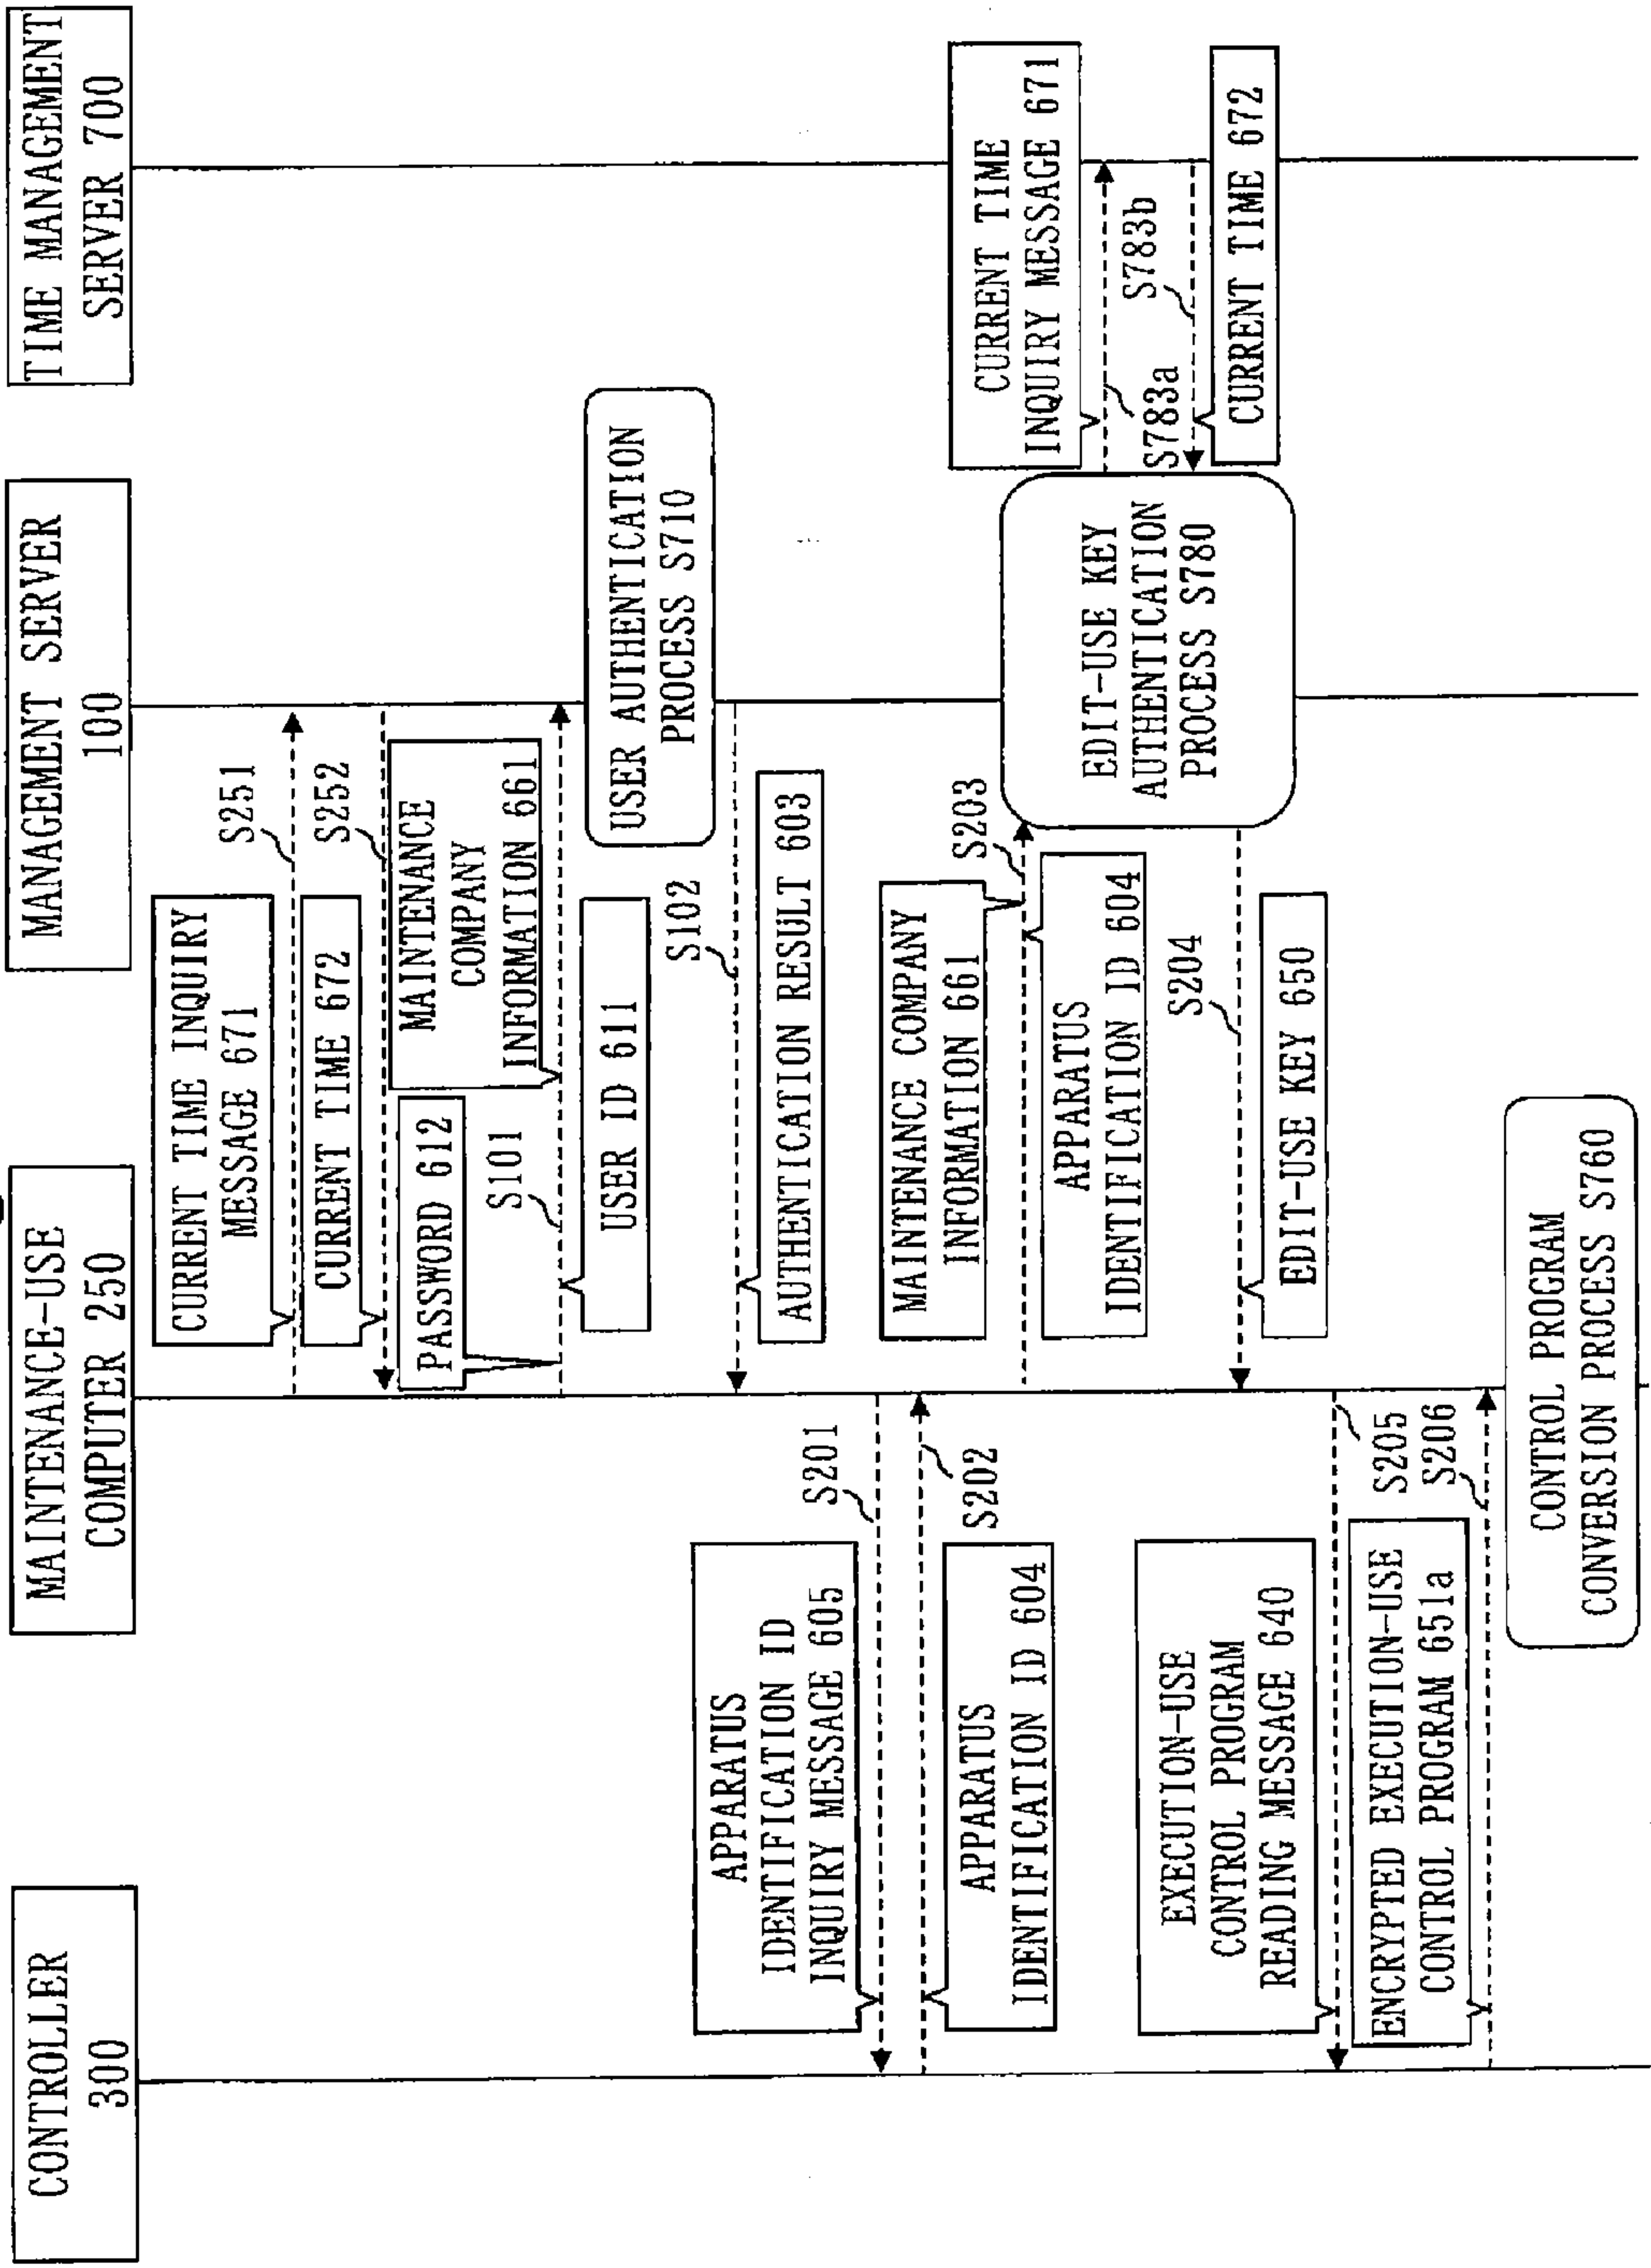 CONTROLLER
300
MAINTENANCE-USE
COMPUTER 250
MANAGEMENT SERVER
100
TIME MANAGEMENT
SERVER 700
CURRENT TIME INQUIRY
MESSAGE 671
S251
CURRENT TIME 672
S252
PASSWORD 612
MAINTENANCE
COMPANY
INFORMATION 661
S101
USER ID 611
USER AUTHENTICATION
PROCESS S710
S102
AUTHENTICATION RESULT 603
APPARATUS
IDENTIFICATION ID
INQUIRY MESSAGE 605
S201
S202
APPARATUS
IDENTIFICATION ID 604
MAINTENANCE COMPANY
INFORMATION 661
S203
APPARATUS
IDENTIFICATION ID 604
CURRENT TIME
INQUIRY MESSAGE 671
S783a
S783b
CURRENT TIME 672
EDIT-USE KEY
AUTHENTICATION
PROCESS S780
S204
EDIT-USE KEY 650
EXECUTION-USE
CONTROL PROGRAM
READING MESSAGE 640
S205
ENCRYPTED EXECUTION-USE
CONTROL PROGRAM 651a
S206
CONTROL PROGRAM
CONVERSION PROCESS S760